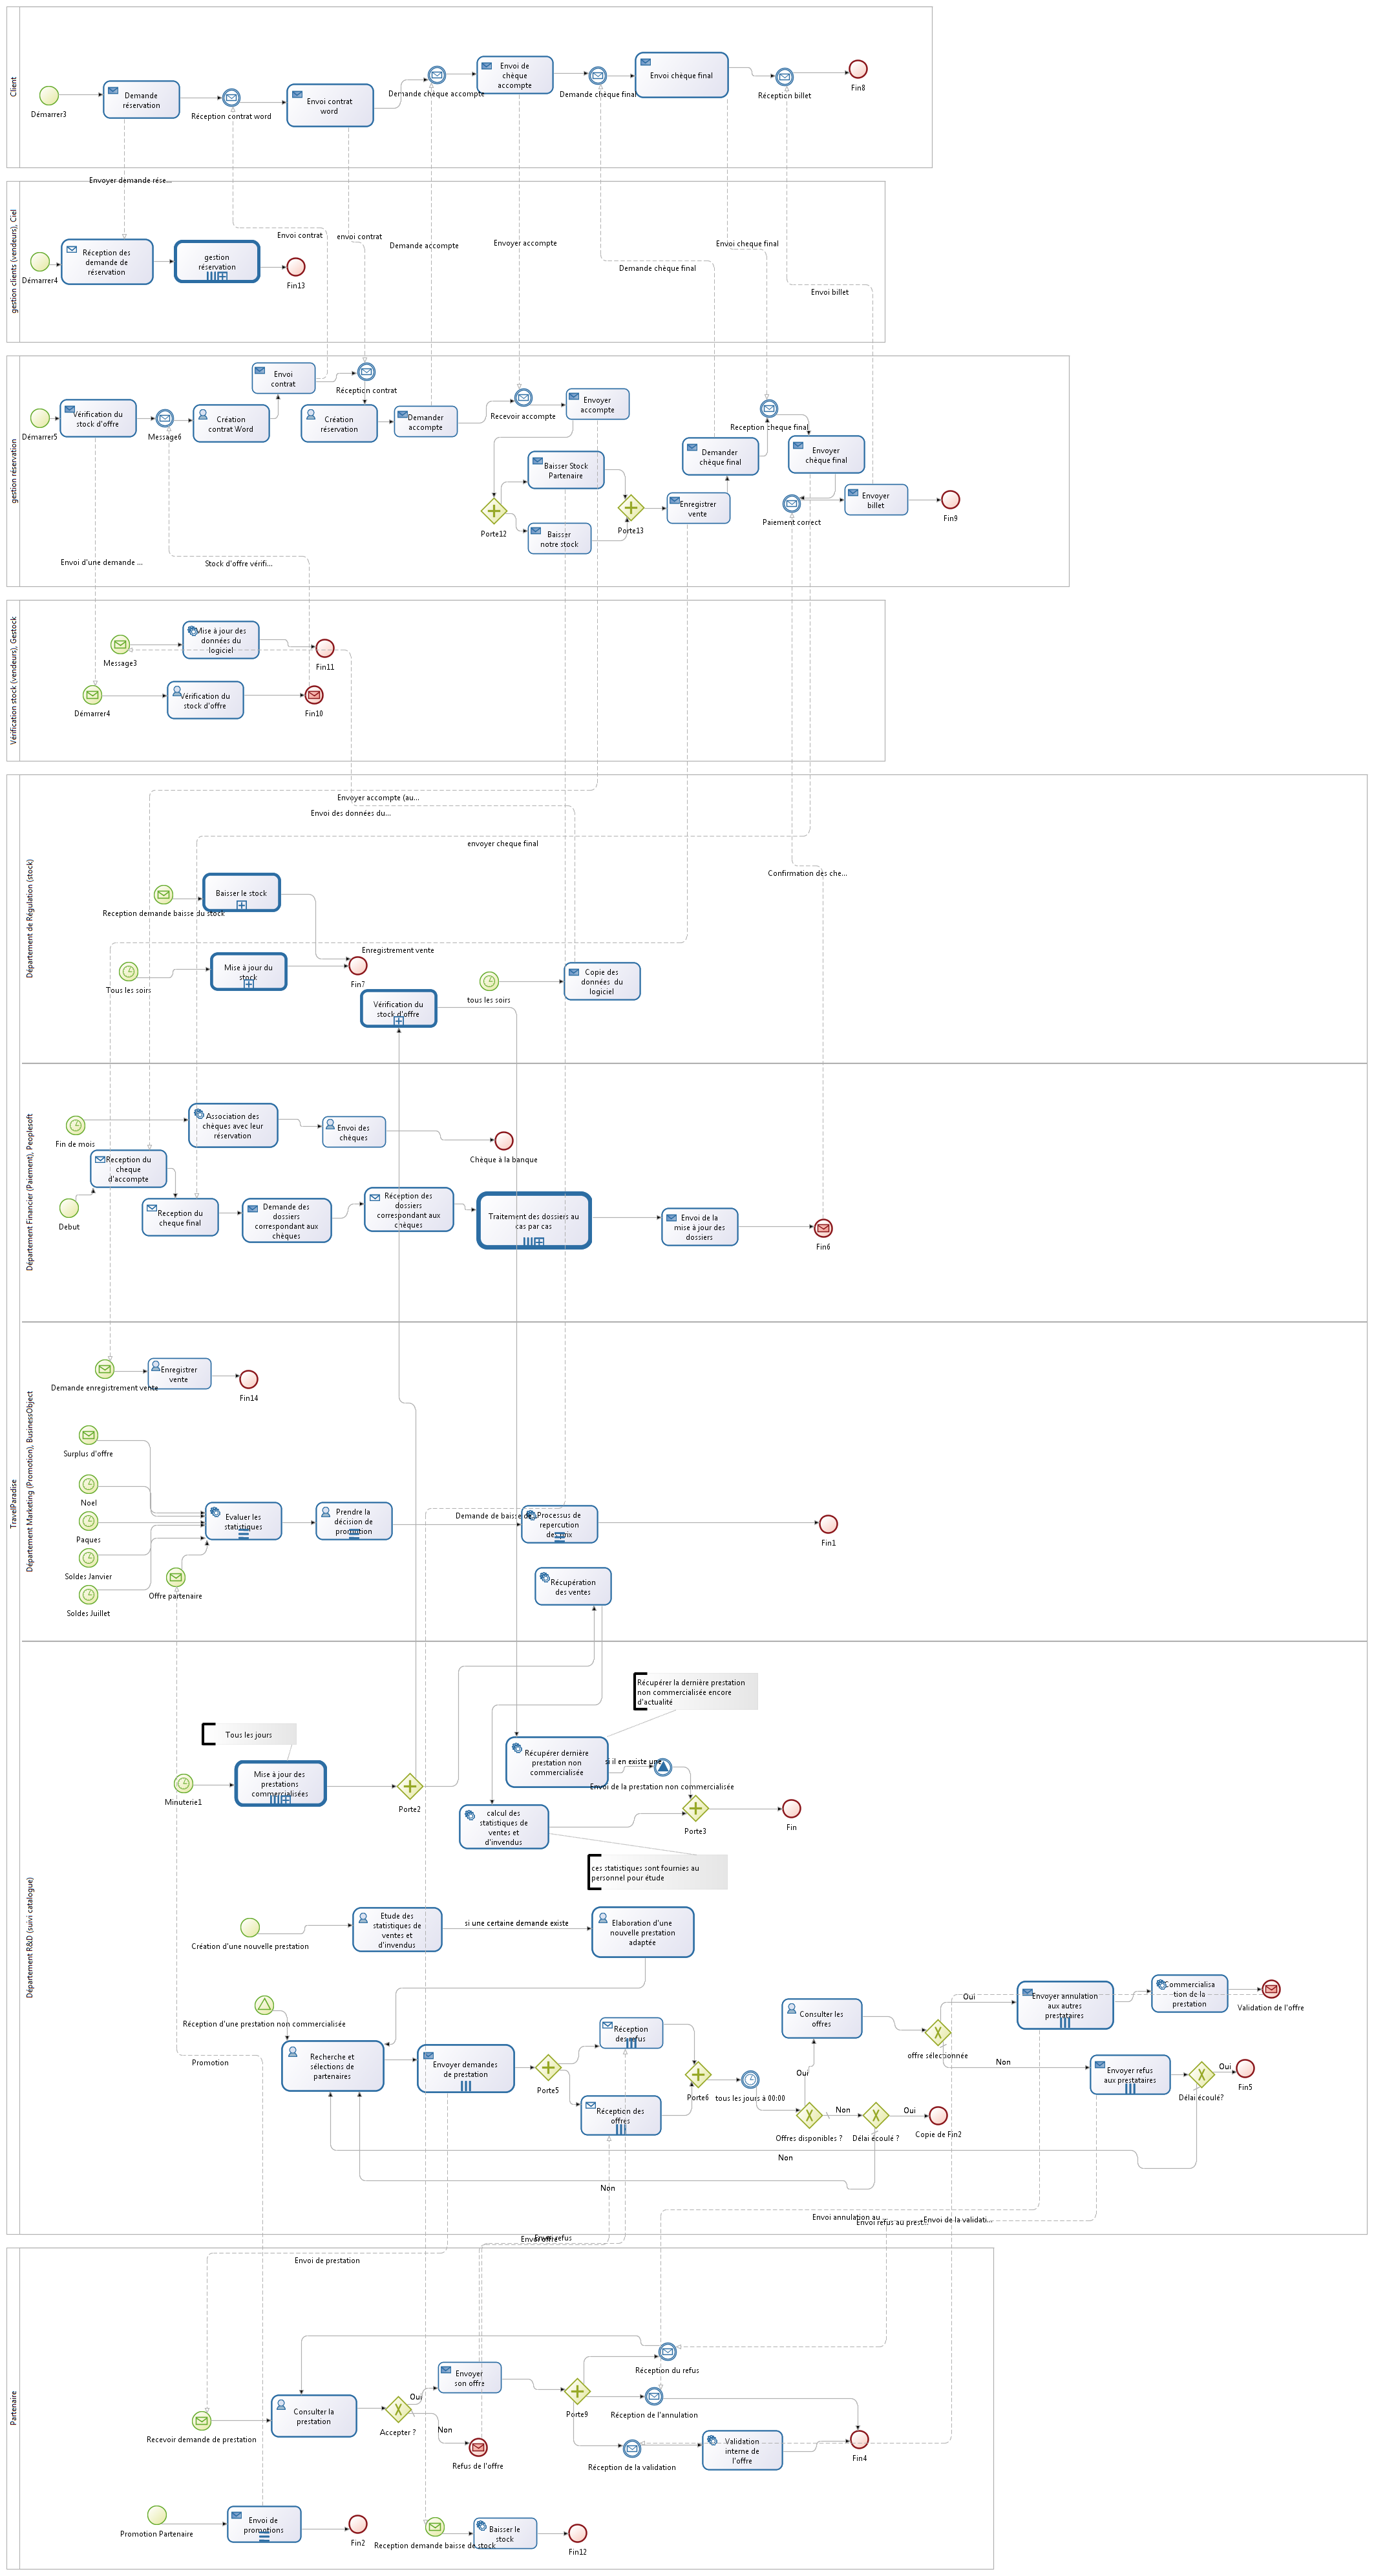 Client
Démarrer3
Demande
réservation
Réception contrat word
Envoi contrat
word
Demande chèque accompte
Envoi de
chèque
accompte
Demande chèque final
Envoi chèque final
Réception billet
Fin8
Envoyer demande rése...
gestion clients (vendeurs), Ciel
Démarrer4
Réception des
demande de
réservation
gestion
réservation
Fin13
Envoi contrat
envoi contrat
Demande accompte
Envoyer accompte
Demande chèque final
Envoi cheque final
Envoi billet
gestion réservation
Démarrer5
Vérification du
stock d'offre
Message6
Création
contrat Word
Envoi
contrat
Réception contrat
Création
réservation
Demander
accompte
Recevoir accompte
Envoyer
accompte
Porte12
Baisser Stock
Partenaire
Baisser
notre stock
Porte13
Enregistrer
vente
Demander
chèque final
Reception cheque final
Envoyer
chèque final
Paiement correct
Envoyer
billet
Fin9
Envoi d'une demande ...
Stock d'offre vérifi...
Vérification stock (vendeurs), Gestock
Message3
Mise à jour des
données du
logiciel
Fin11
Démarrer4
Vérification du
stock d'offre
Fin10
TravelParadise
Département de Régulation (stock)
Envoyer accompte (au...
Envoi des données du...
envoyer cheque final
Confirmation des che...
Reception demande baisse du stock
Baisser le stock
Enregistrement vente
Tous les soirs
Mise à jour du
stock
Fin7
tous les soirs
Copie des
données du
logiciel
Vérification du
stock d'offre
Département Financier (Paiement), Peoplesoft
Fin de mois
Association des
chèques avec leur
réservation
Envoi des
chèques
Chèque à la banque
Debut
Reception du
cheque
d'accompte
Reception du
cheque final
Demande des
dossiers
correspondant aux
chèques
Réception des
dossiers
correspondant aux
chèques
Traitement des dossiers au
cas par cas
Envoi de la
mise à jour des
dossiers
Fin6
Département Marketing (Promotion), BusinessObject
Demande enregistrement vente
Enregistrer
vente
Fin14
Surplus d'offre
Noel
Paques
Soldes Janvier
Soldes Juillet
Offre partenaire
Evaluer les
statistiques
Prendre la
décision de
promotion
Demande de baisse de
Processus de
repercution
de prix
Fin1
Récupération
des ventes
Département R&D (suivi catalogue)
Récupérer la dernière prestation
non commercialisée encore
d'actualité
Tous les jours
Minuterie1
Mise à jour des
prestations
commercialisées
Porte2
Récupérer dernière
prestation non
commercialisée
si il en existe une
Envoi de la prestation non commercialisée
calcul des
statistiques de
ventes et
d'invendus
Porte3
Fin
ces statistiques sont fournies au
personnel pour étude
Création d'une nouvelle prestation
Etude des
statistiques de
ventes et
d'invendus
si une certaine demande existe
Elaboration d'une
nouvelle prestation
adaptée
Réception d'une prestation non commercialisée
Promotion
Recherche et
sélections de
partenaires
Envoyer demandes
de prestation
Porte5
Réception
des refus
Réception des
offres
Porte6
tous les jours à 00:00
Consulter les
offres
Oui
Offres disponibles ?
Non
Délai écoulé ?
Oui
Copie de Fin2
offre sélectionnée
Oui
Non
Envoyer annulation
aux autres
prestataires
Commercialisa
tion de la
prestation
Validation de l'offre
Envoyer refus
aux prestataires
Délai écoulé?
Oui
Fin5
Non
Non
Envoi annulation au...
Envoi refus au prest...
Envoi de la validati...
Envoi offre
Envoi refus
Envoi de prestation
Partenaire
Recevoir demande de prestation
Consulter la
prestation
Accepter ?
Oui
Non
Envoyer
son offre
Refus de l'offre
Porte9
Réception du refus
Réception de l'annulation
Réception de la validation
Validation
interne de
l'offre
Fin4
Promotion Partenaire
Envoi de
promotions
Fin2
Reception demande baisse de stock
Baisser le
stock
Fin12